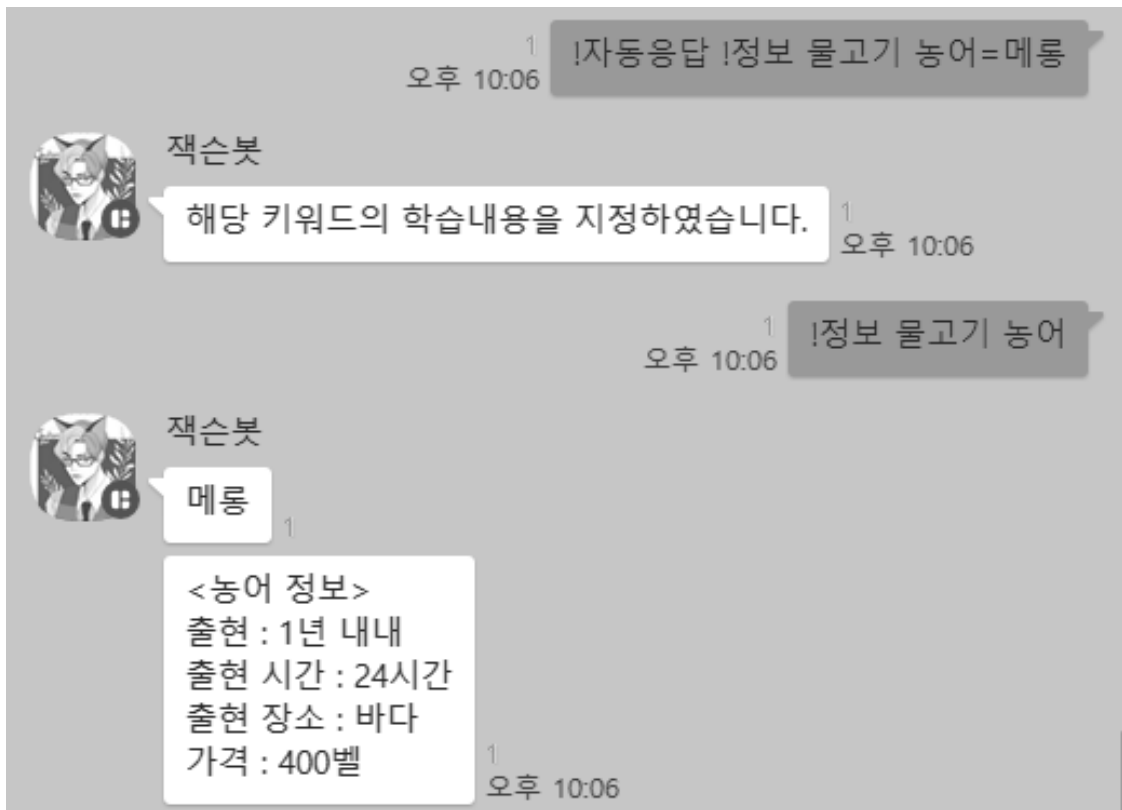 !자동응답 !정보 물고기 농어=메롱
1
오후 10:06
잭슨봇
해당 키워드의 학습내용을 지정하였습니다.
1
오후 10:06
!정보 물고기 농어
1
오후 10:06
잭슨봇
메롱
1
<농어 정보>
출현 : 1년 내내
출현 시간 : 24시간
출현 장소 : 바다
가격 : 400벨
1
오후 10:06